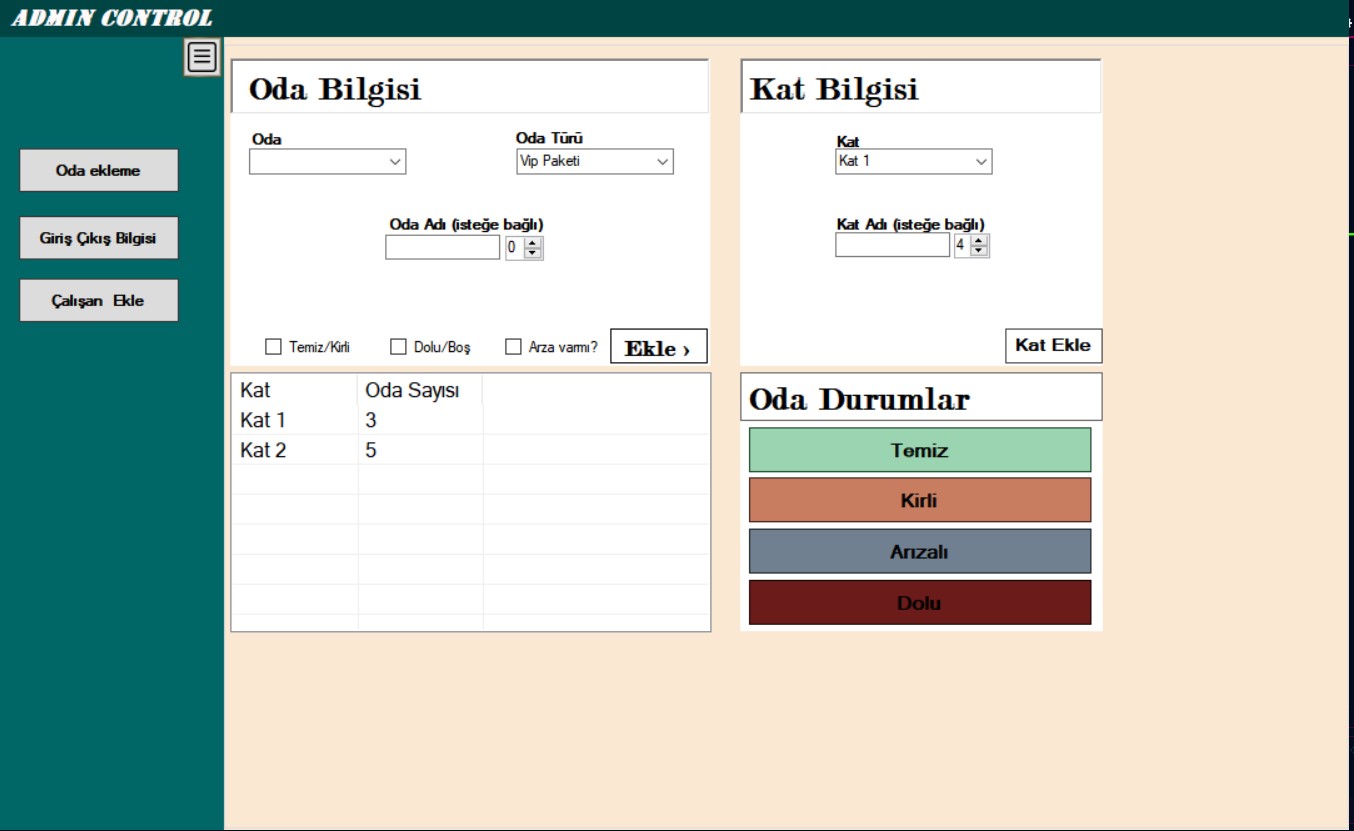 ADMIN CONTROL
Oda ekleme
Giriş Çıkış Bilgisi
Çalışan Ekle
Oda Bilgisi
Oda
Oda Türü
Vip Paketi
Oda Adı (isteğe bağlı)
0
Temiz/Kirli
Dolu/Boş
Arza varmı?
Ekle ›
Kat Bilgisi
Kat
Kat 1
Kat Adı (isteğe bağlı)
4
Kat Ekle
Kat Oda Sayısı
Kat 1 3
Kat 2 5
Oda Durumlar
Temiz
Kirli
Arızalı
Dolu